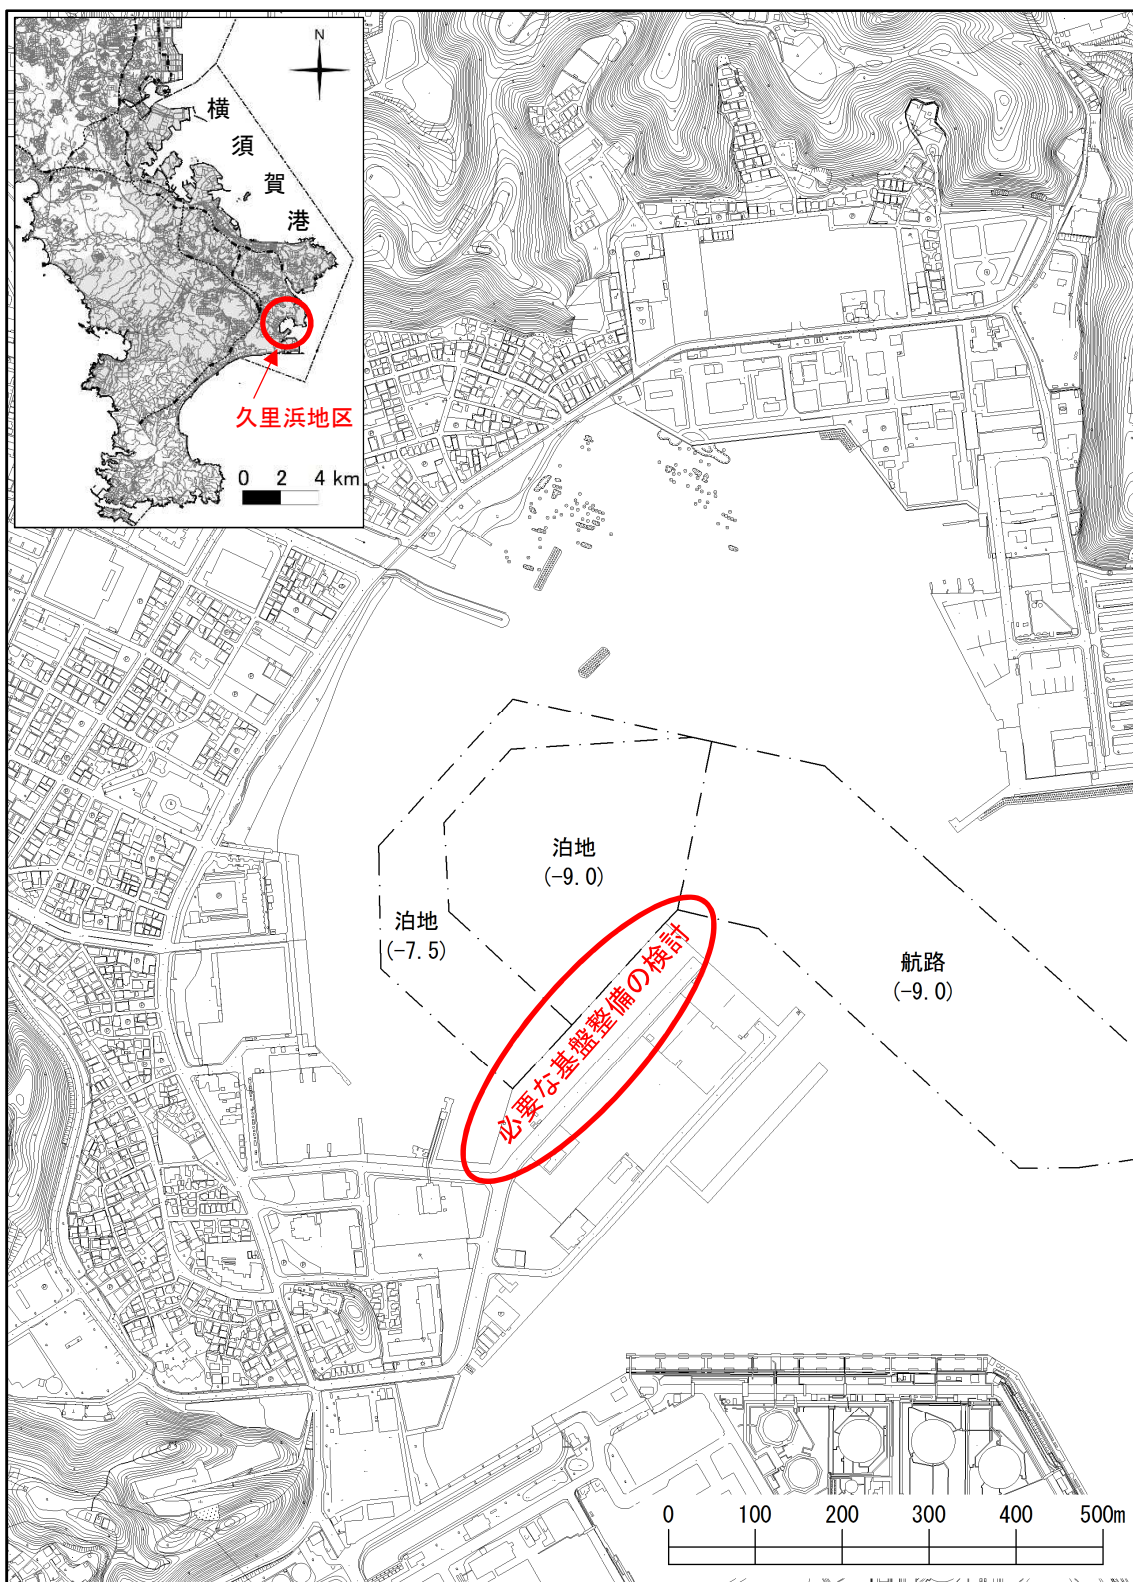 N
横
須
賀
港
久里浜地区
0 2 4 km
泊地
(-9.0)
泊地
(-7.5)
航路
(-9.0)
必要な基盤整備の検討
0 100 200 300 400 500m